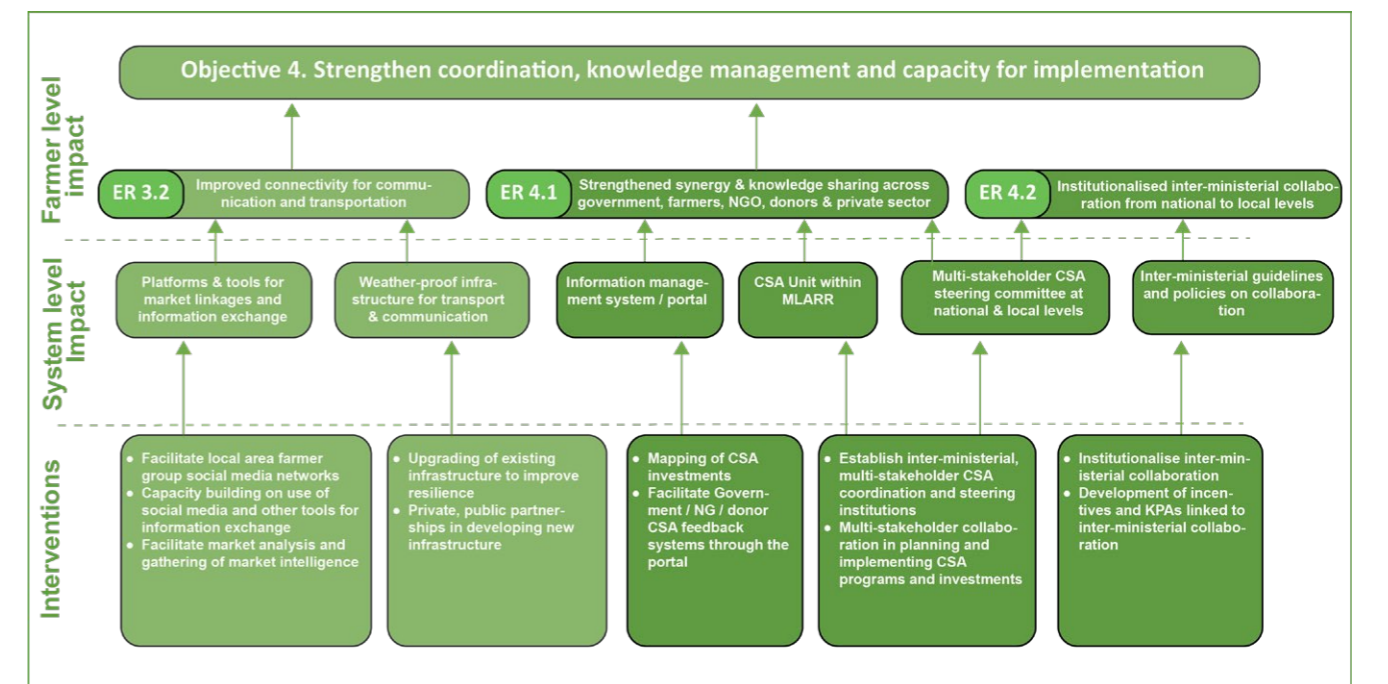 Objective 4. Strengthen coordination, knowledge management and capacity for implementation
Farmer level
impact
ER 3.2
Improved connectivity for commu-
nication and transportation
ER 4.1
Strengthened synergy & knowledge sharing across
government, farmers, NGO, donors & private sector
ER 4.2
Institutionalised inter-ministerial collabo-
ration from national to local levels
System level
Impact
Platforms & tools for
market linkages and
information exchange
Weather-proof infra-
structure for transport
& communication
Information manage-
ment system / portal
CSA Unit within
MLARR
Multi-stakeholder CSA
steering committee at
national & local levels
Inter-ministerial guidelines
and policies on collabora-
tion
Interventions
• Facilitate local area farmer
group social media networks
• Capacity building on use of
social media and other tools for
information exchange
• Facilitate market analysis and
gathering of market intelligence
• Upgrading of existing
infrastructure to improve
resilience
• Private, public partner-
ships in developing new
infrastructure
• Mapping of CSA
investments
• Facilitate Govern-
ment / NG / donor
CSA feedback
systems through the
portal
• Establish inter-ministerial,
multi-stakeholder CSA
coordination and steering
institutions
• Multi-stakeholder collabo-
ration in planning and
implementing CSA
programs and investments
• Institutionalise inter-min-
isterial collaboration
• Development of incen-
tives and KPAs linked to
inter-ministerial collabo-
ration